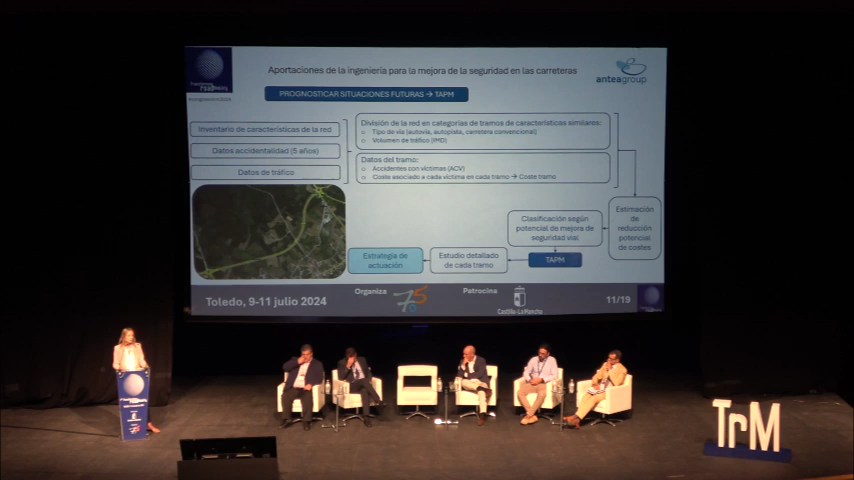 Aportaciones de la ingeniería para la mejora de la seguridad en las carreteras
anteagroup
PROGNOSTICAR SITUACIONES FUTURAS → TAPM
Inventario de características de la red
Datos accidentalidad (5 años)
Datos de tráfico
División de la red en categorías de tramos de características similares:
Tipo de vía (autovía, autopista, carretera convencional)
Volumen de tráfico (IMD)
Datos del tramo:
Accidentes con víctimas (ACV)
Coste asociado a cada víctima en cada tramo → Coste tramo
Estimación
de
reducción
potencial
de costes
Clasificación según
potencial de mejora de
seguridad vial
TAPM
Estudio detallado
de cada tramo
Estrategia de
actuación
Toledo, 9-11 julio 2024
Organiza
75
Patrocina
Castilla-La Mancha
11/19
TrM